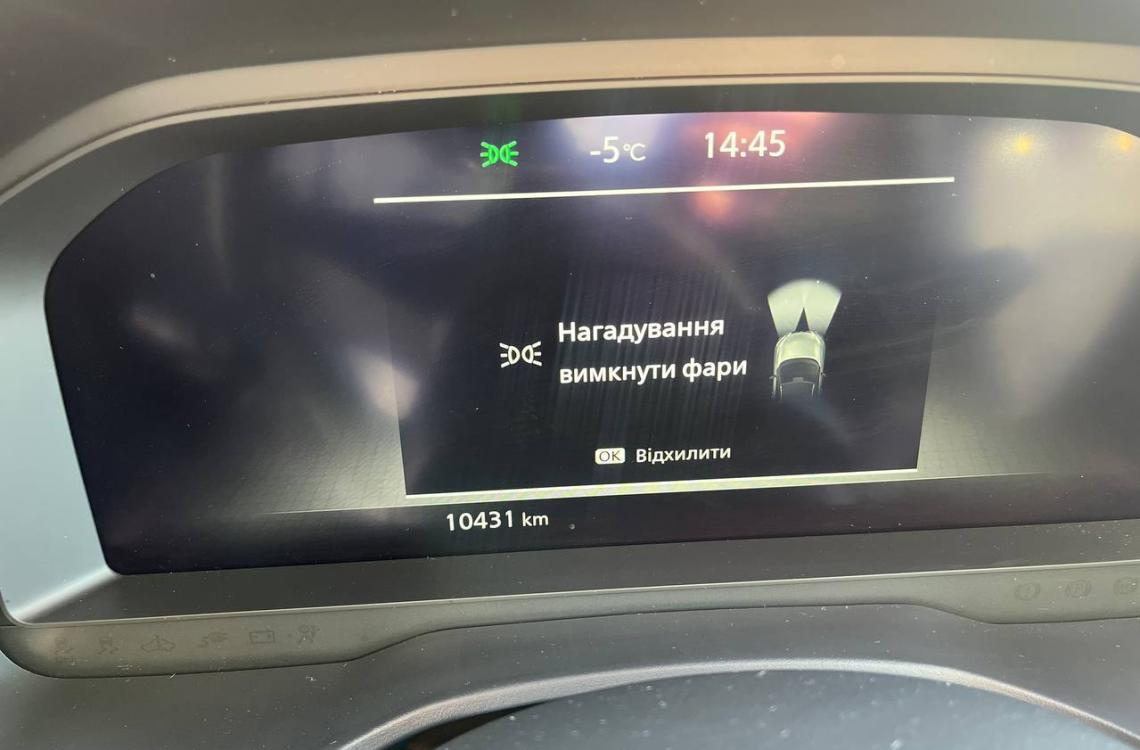 -5°C 14:45
Нагадування
вимкнути фари
OK Відхилити
10431 km